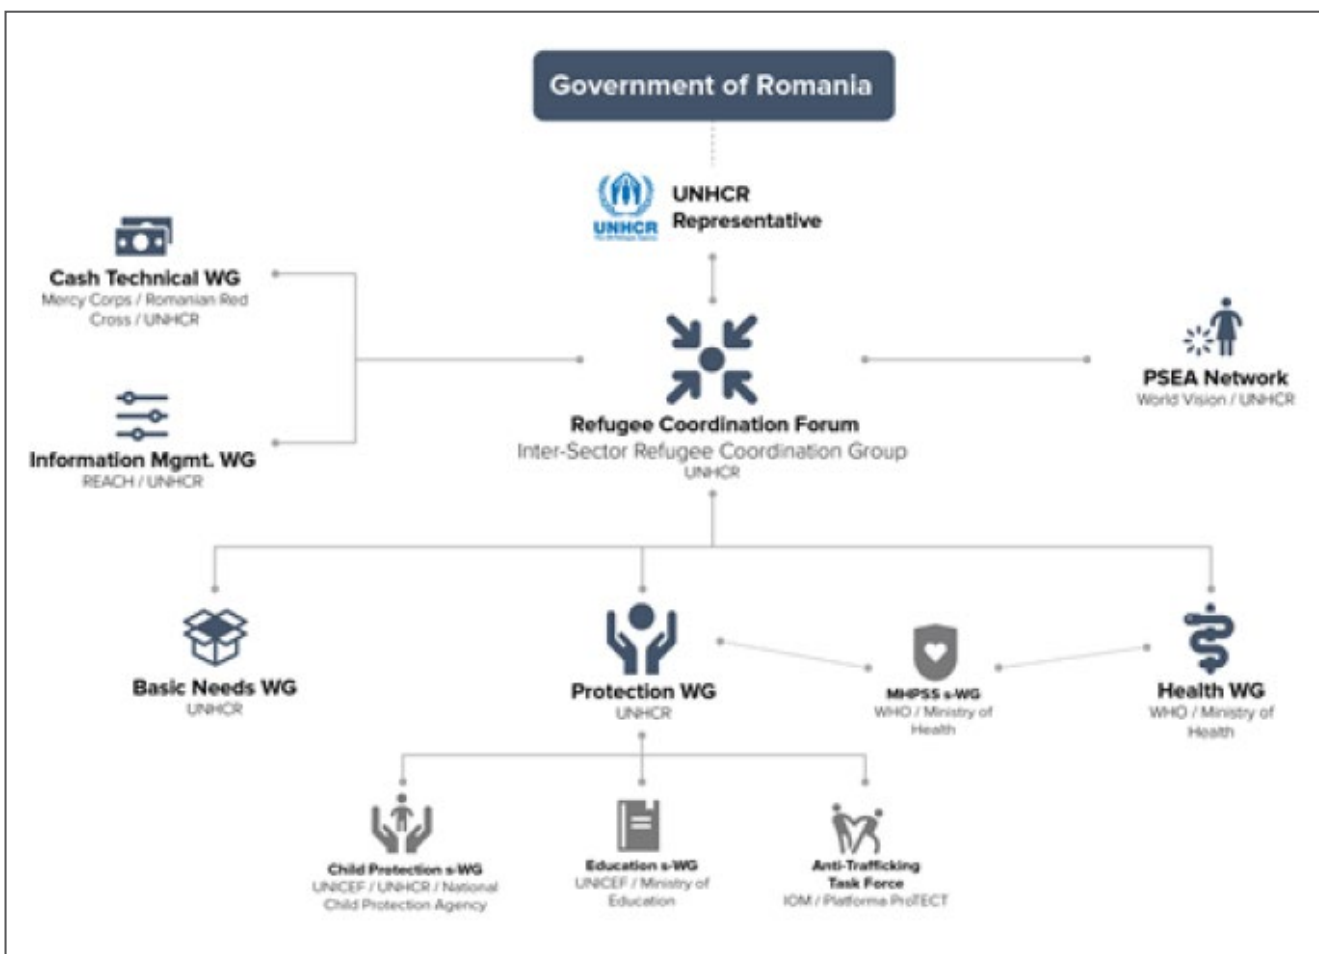 Government of Romania
UNHCR
UNHCR
Representative
Cash Technical WG
Mercy Corps / Romanian Red
Cross / UNHCR
Information Mgmt. WG
REACH / UNHCR
Refugee Coordination Forum
Inter-Sector Refugee Coordination Group
UNHCR
PSEA Network
World Vision / UNHCR
Basic Needs WG
UNHCR
Protection WG
UNHCR
MHPSS s-WG
WHO / Ministry of
Health
Health WG
WHO / Ministry of
Health
Child Protection s-WG
UNICEF / UNHCR / National
Child Protection Agency
Education s-WG
UNICEF / Ministry of
Education
Anti-Trafficking
Task Force
IOM / Platforma ProTECT